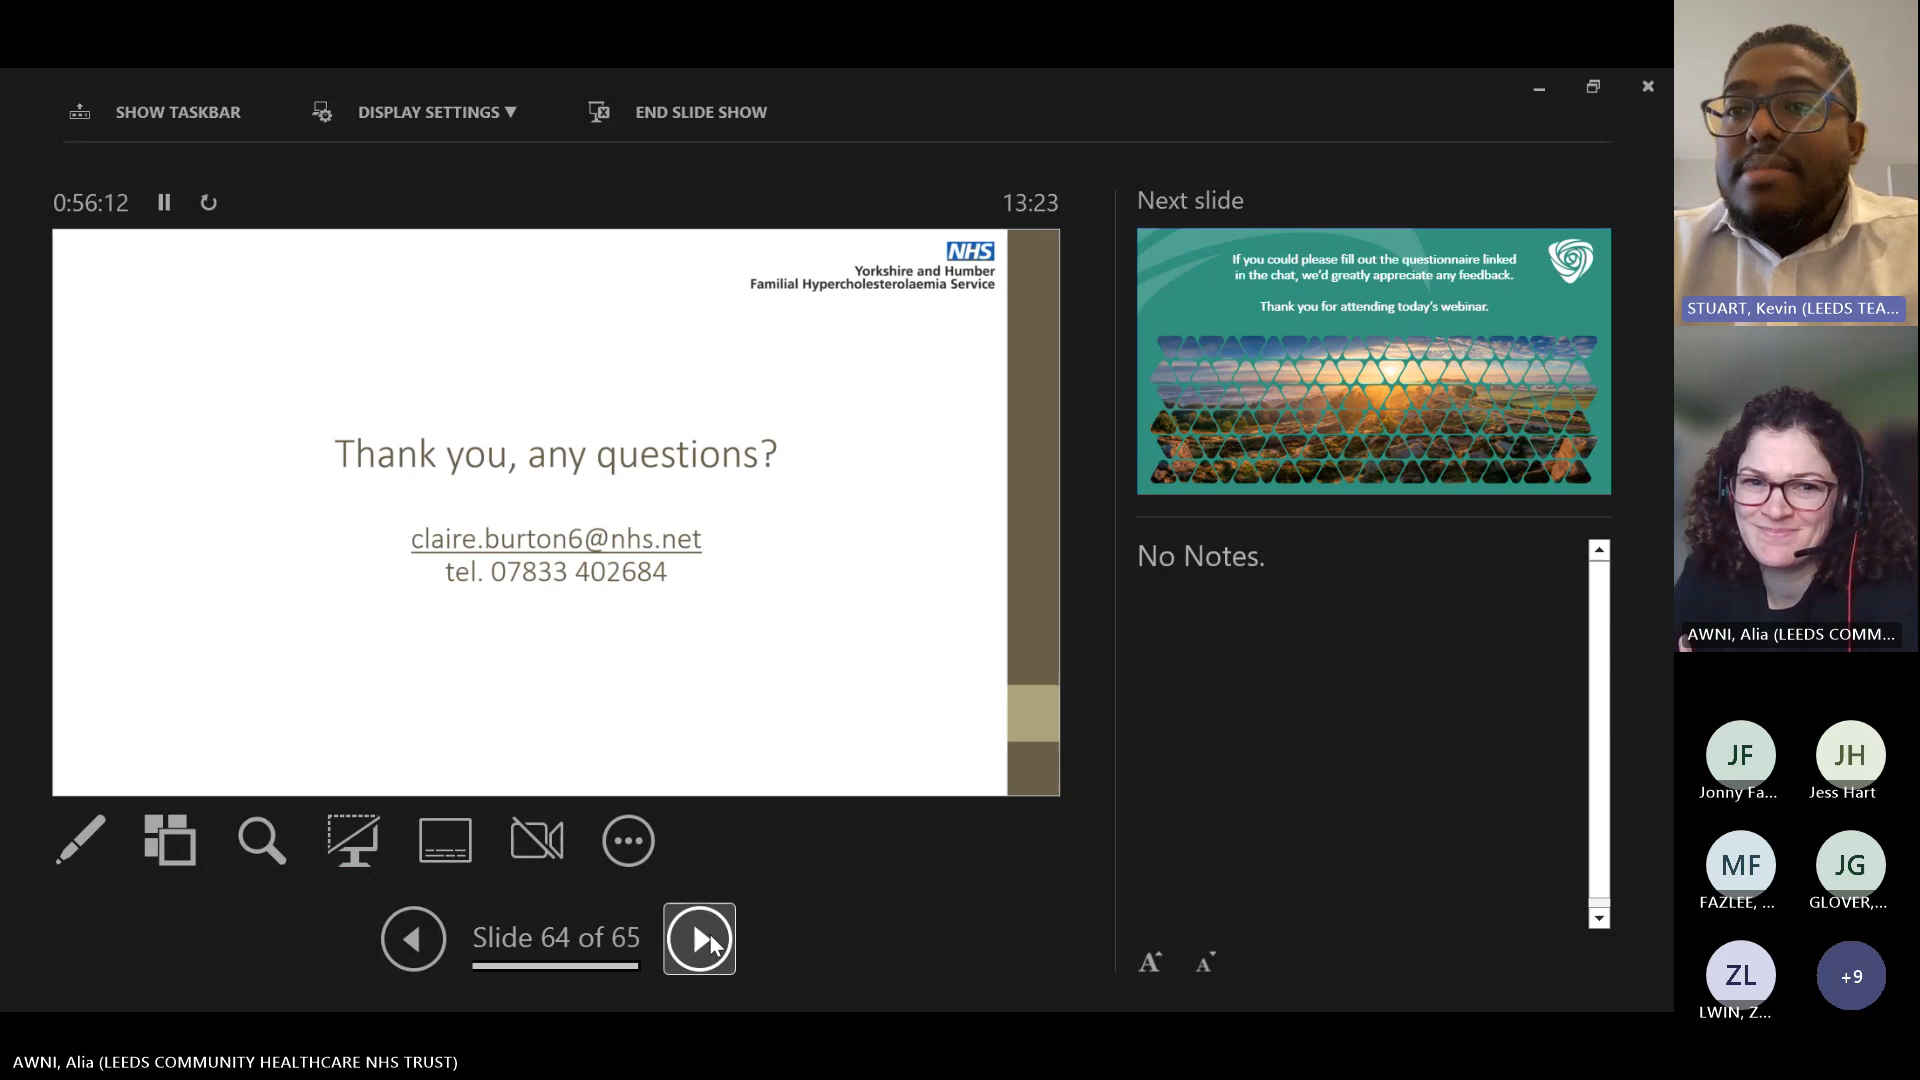 SHOW TASKBAR
DISPLAY SETTINGS ▼
END SLIDE SHOW
0:56:12
13:23
NHS
Yorkshire and Humber
Familial Hypercholesterolaemia Service
Thank you, any questions?
claire.burton6@nhs.net
tel. 07833 402684
Slide 64 of 65
Next slide
If you could please fill out the questionnaire linked
in the chat, we'd greatly appreciate any feedback.
Thank you for attending today's webinar.
No Notes.
A A
STUART, Kevin (LEEDS TEA...
AWNI, Alia (LEEDS COMM...
JF
Jonny Fa...
JH
Jess Hart
MF
FAZLEE, ...
JG
GLOVER,...
ZL
LWIN, Z...
+9
AWNI, Alia (LEEDS COMMUNITY HEALTHCARE NHS TRUST)